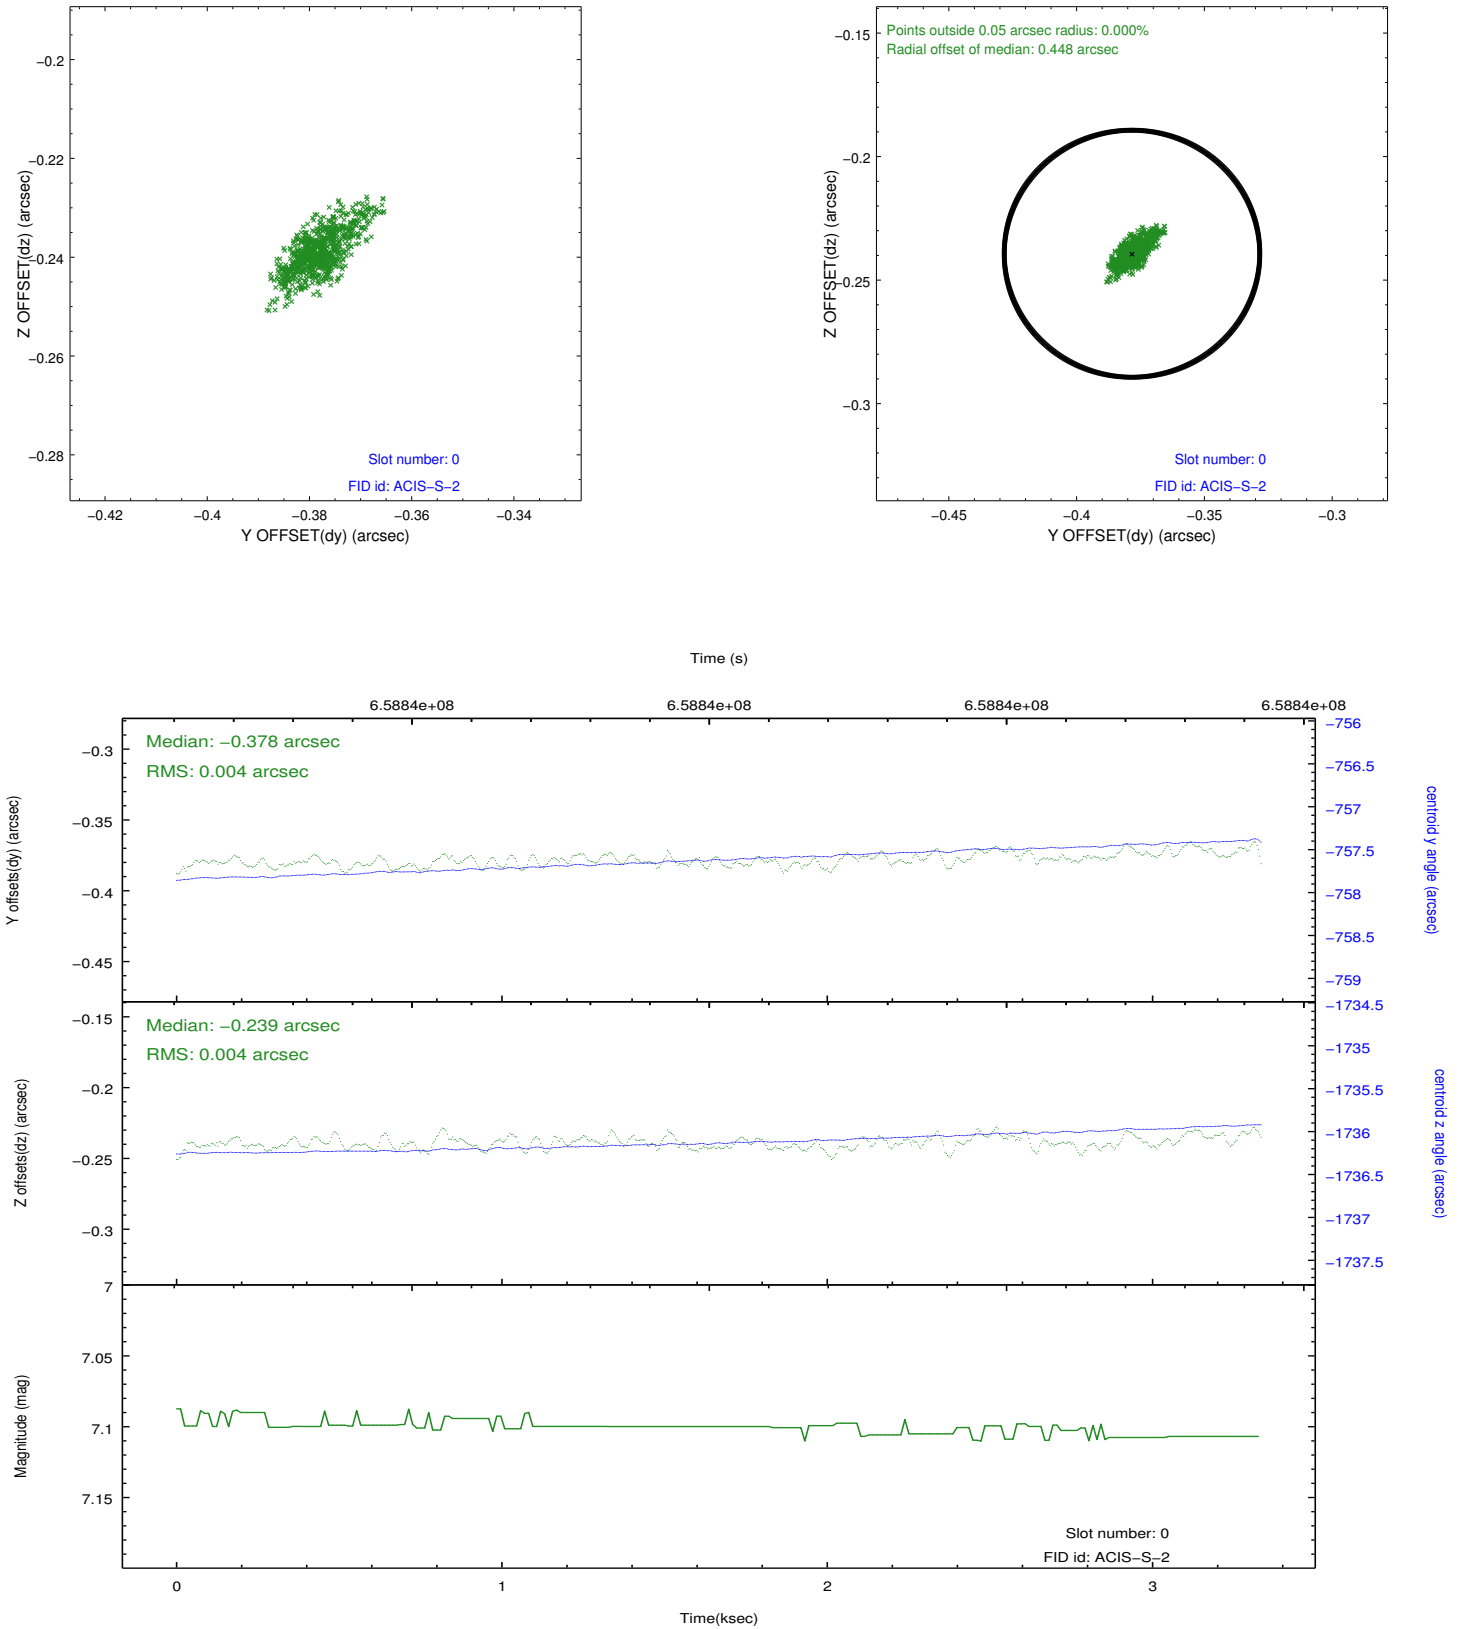 −0.2
−0.22
−0.24
−0.26
−0.28
Z OFFSET(dz) (arcsec)
Slot number: 0
FID id: ACIS−S−2
−0.42 −0.4 −0.38 −0.36 −0.34
Y OFFSET(dy) (arcsec)
Points outside 0.05 arcsec radius: 0.000%
Radial offset of median: 0.448 arcsec
−0.15
−0.2
−0.25
−0.3
Z OFFSET(dz) (arcsec)
Slot number: 0
FID id: ACIS−S−2
−0.45 −0.4 −0.35 −0.3
Y OFFSET(dy) (arcsec)
Time (s)
6.5884e+08 6.5884e+08 6.5884e+08 6.5884e+08
Median: −0.378 arcsec
RMS: 0.004 arcsec
−0.3
−0.35
−0.4
−0.45
Y offsets(dy) (arcsec)
−756
−756.5
−757
−757.5
−758
−758.5
−759
centroid y angle (arcsec)
Median: −0.239 arcsec
RMS: 0.004 arcsec
−0.15
−0.2
−0.25
−0.3
Z offsets(dz) (arcsec)
−1734.5
−1735
−1735.5
−1736
−1736.5
−1737
−1737.5
centroid z angle (arcsec)
7
7.05
7.1
7.15
Magnitude (mag)
Slot number: 0
FID id: ACIS−S−2
0 1 2 3
Time(ksec)